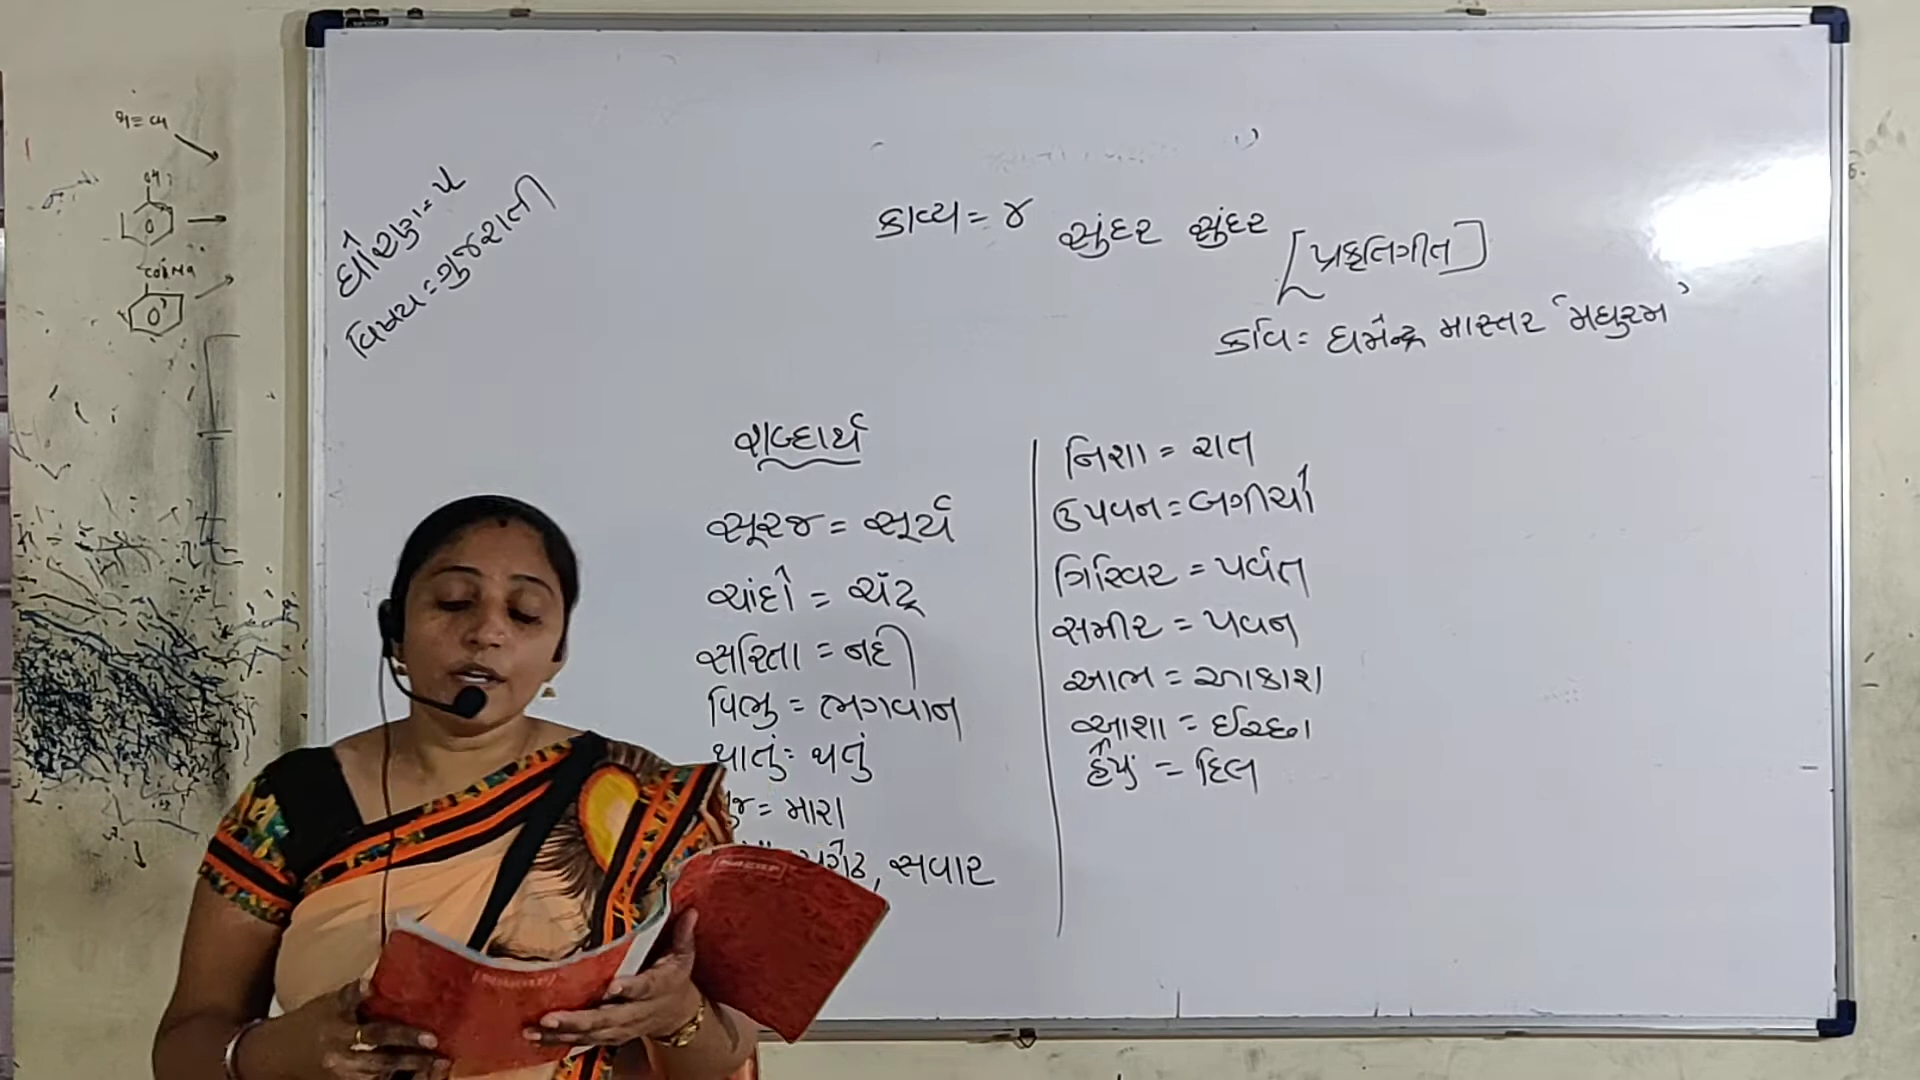 ધોરણ = ૫
વિષય = ગુજરાતી
કાવ્ય = ૪ સુંદર સુંદર
[પ્રકૃતિગીત]
કવિ = ધર્મેન્દ્ર માસ્તર 'મધુરમ'
શબ્દાર્થ
સૂરજ = સૂર્ય
ચાંદો = ચંદ્ર
સરિતા = નદી
વિભુ = ભગવાન
થાતું = થતું
= મારા
પરોઢ, સવાર
નિશા = રાત
ઉપવન = બગીચો
ગિરિવર = પર્વત
સમીર = પવન
આભ = આકાશ
આશા = ઈચ્છા
હૈયું = દિલ